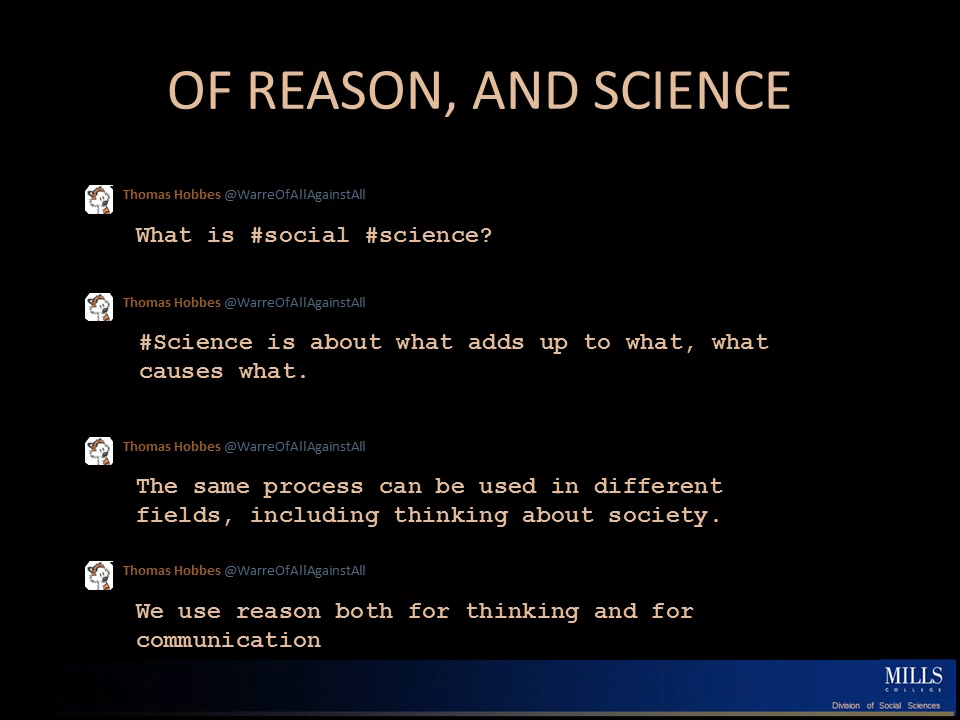 OF REASON, AND SCIENCE
Thomas Hobbes @WarreOfAllAgainstAll
What is #social #science?
Thomas Hobbes @WarreOfAllAgainstAll
#Science is about what adds up to what, what
causes what.
Thomas Hobbes @WarreOfAllAgainstAll
The same process can be used in different
fields, including thinking about society.
Thomas Hobbes @WarreOfAllAgainstAll
We use reason both for thinking and for
communication
MILLS
COLLEGE
Division of Social Sciences